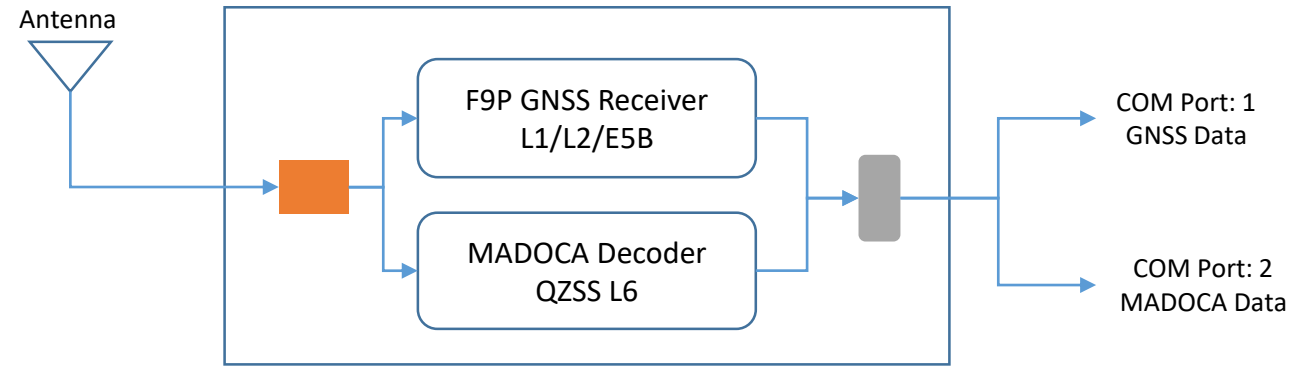 Antenna
F9P GNSS Receiver
L1/L2/E5B
MADOCA Decoder
QZSS L6
COM Port: 1
GNSS Data
COM Port: 2
MADOCA Data